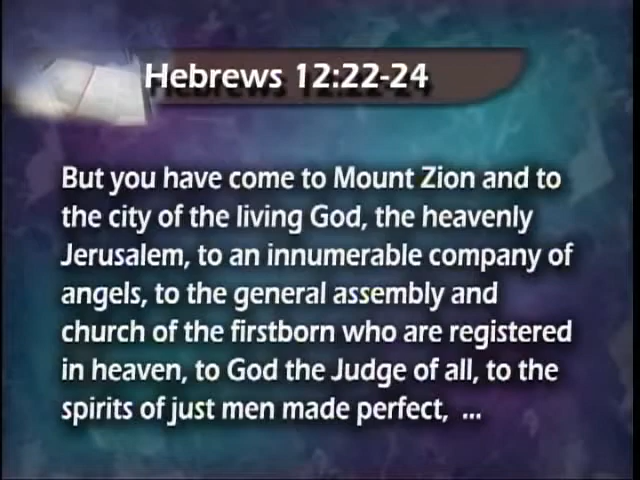 Hebrews 12:22-24
But you have come to Mount Zion and to
the city of the living God, the heavenly
Jerusalem, to an innumerable company of
angels, to the general assembly and
church of the firstborn who are registered
in heaven, to God the Judge of all, to the
spirits of just men made perfect, ...